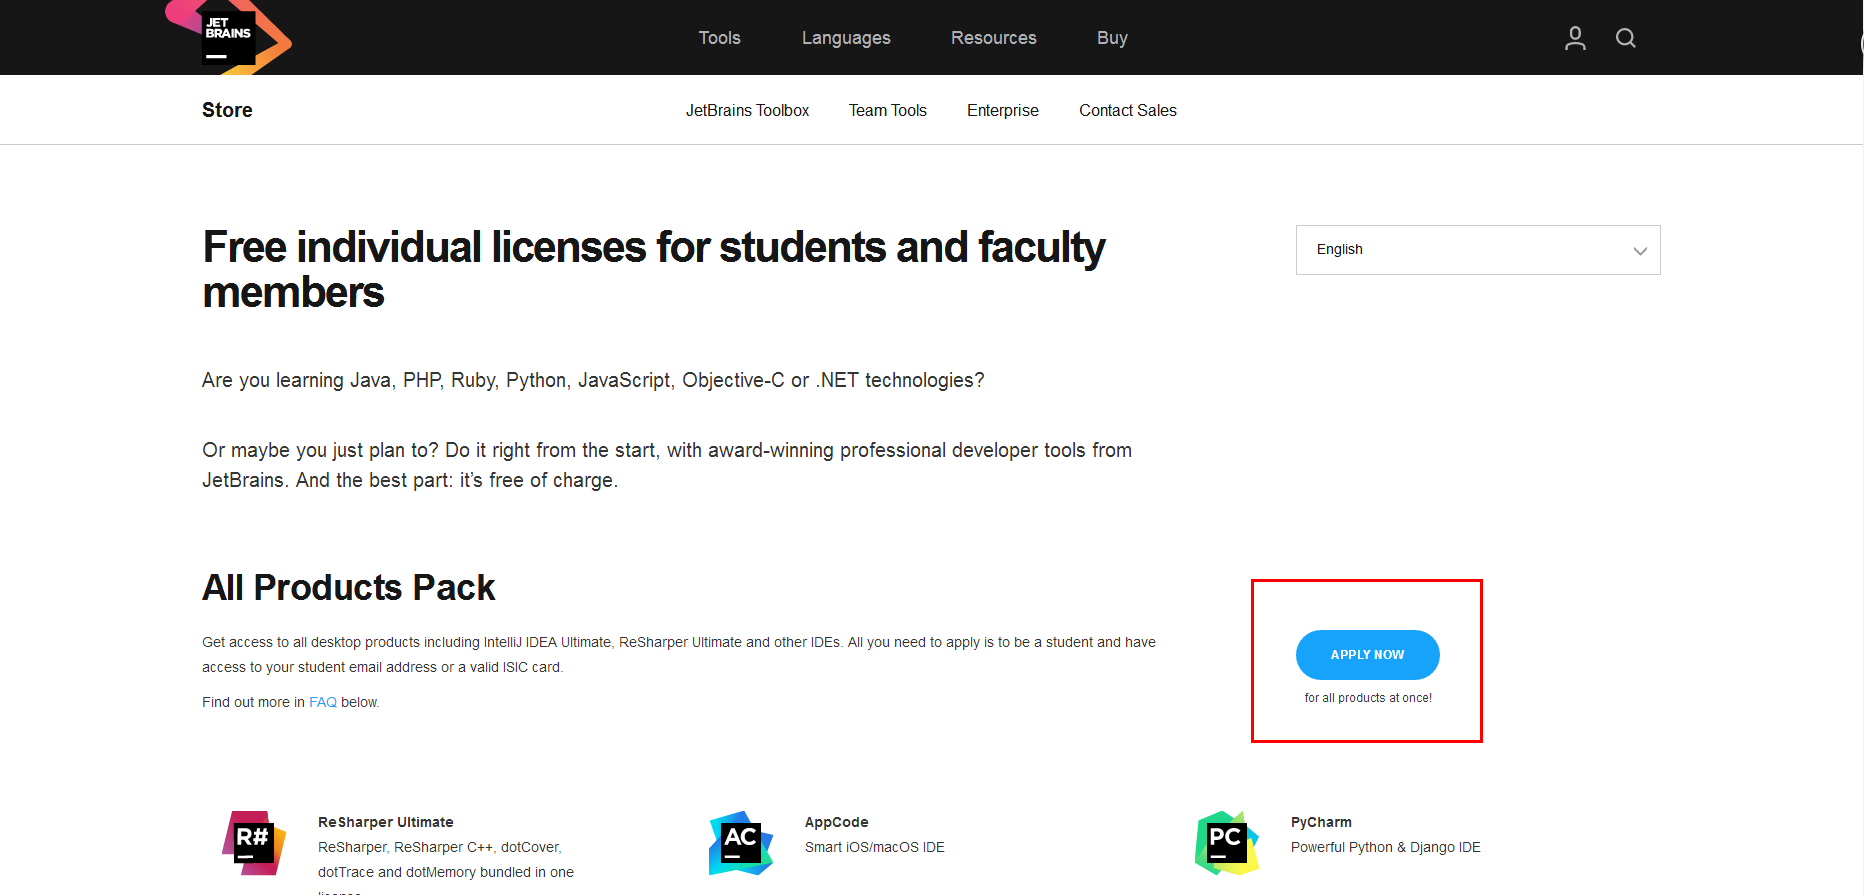 JET
BRAINS
Tools
Languages
Resources
Buy
Store
JetBrains Toolbox
Team Tools
Enterprise
Contact Sales
Free individual licenses for students and faculty
members
English
Are you learning Java, PHP, Ruby, Python, JavaScript, Objective-C or .NET technologies?
Or maybe you just plan to? Do it right from the start, with award-winning professional developer tools from
JetBrains. And the best part: it’s free of charge.
All Products Pack
Get access to all desktop products including IntelliJ IDEA Ultimate, ReSharper Ultimate and other IDEs. All you need to apply is to be a student and have
access to your student email address or a valid ISIC card.
Find out more in FAQ below.
APPLY NOW
for all products at once!
R#
ReSharper Ultimate
ReSharper, ReSharper C++, dotCover,
dotTrace and dotMemory bundled in one
AC
AppCode
Smart iOS/macOS IDE
PC
PyCharm
Powerful Python & Django IDE